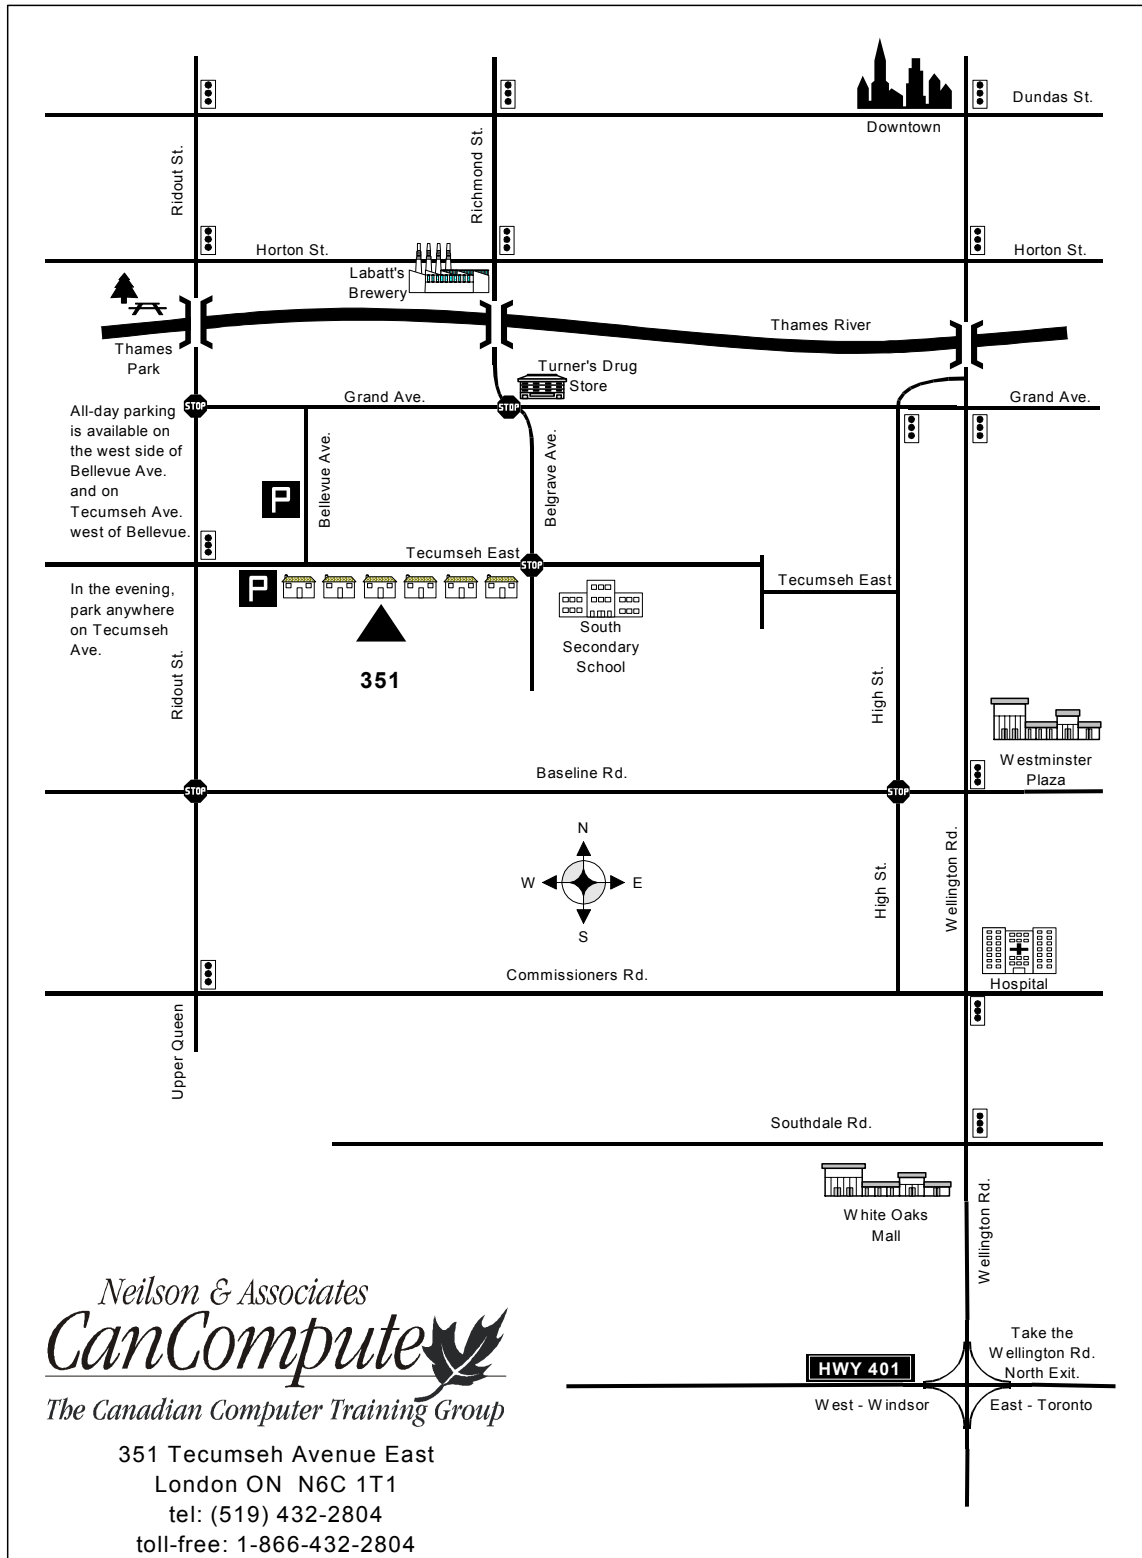 Dundas St.
Downtown
Ridout St.
Richmond St.
Horton St.
Horton St.
Labatt's
Brewery
Thames River
Thames
Park
Turner's Drug
Store
Grand Ave.
Grand Ave.
STOP
STOP
All-day parking
is available on
the west side of
Bellevue Ave.
and on
Tecumseh Ave.
west of Bellevue.
P
Bellevue Ave.
Belgrave Ave.
Tecumseh East
STOP
Tecumseh East
In the evening,
park anywhere
on Tecumseh
Ave.
P
South
Secondary
School
351
Ridout St.
High St.
Westminster
Plaza
Baseline Rd.
STOP
STOP
N
W
E
S
High St.
Wellington Rd.
Commissioners Rd.
Hospital
Upper Queen
Southdale Rd.
White Oaks
Mall
Wellington Rd.
Take the
Wellington Rd.
North Exit.
HWY 401
West - Windsor
East - Toronto
Neilson & Associates
CanCompute
The Canadian Computer Training Group
351 Tecumseh Avenue East
London ON N6C 1T1
tel: (519) 432-2804
toll-free: 1-866-432-2804